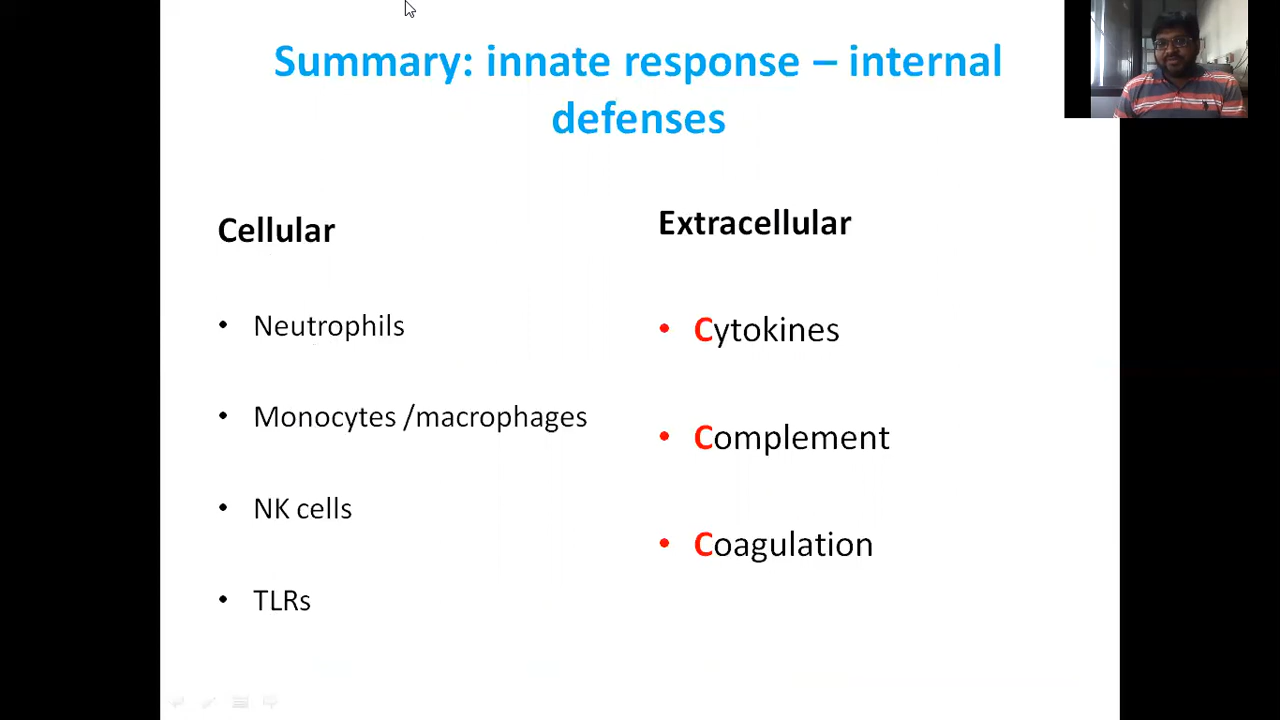 Summary: innate response – internal
defenses
Cellular
• Neutrophils
• Monocytes /macrophages
• NK cells
• TLRs
Extracellular
• Cytokines
• Complement
• Coagulation